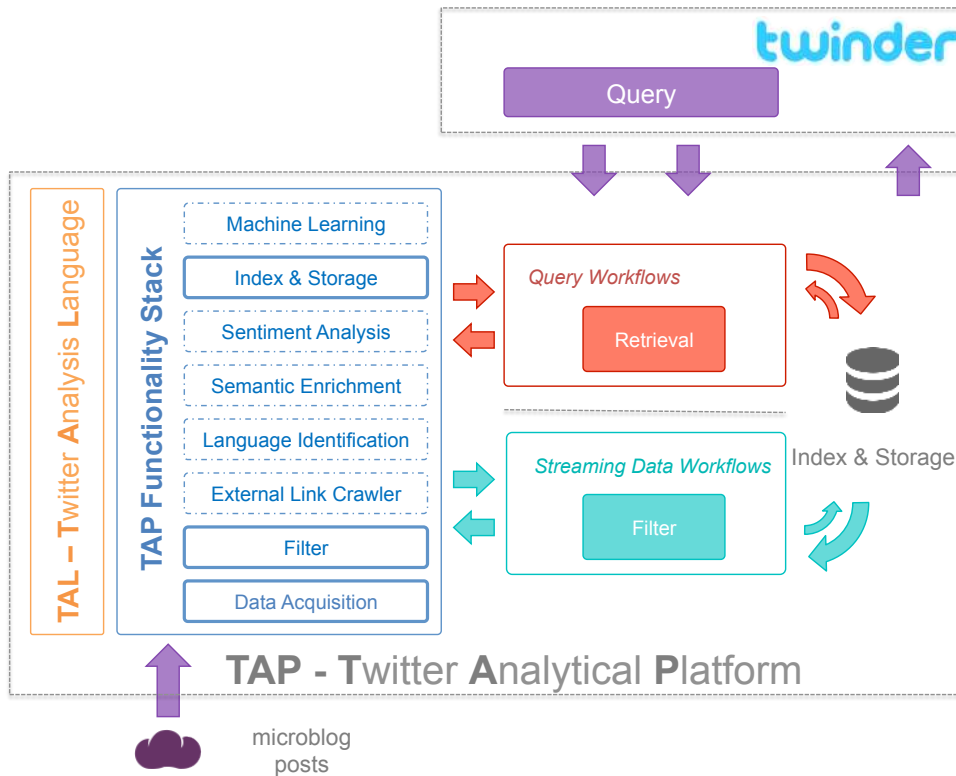 twinder
Query
TAL – Twitter Analysis Language
TAP Functionality Stack
Machine Learning
Index & Storage
Sentiment Analysis
Semantic Enrichment
Language Identification
External Link Crawler
Filter
Data Acquisition
Query Workflows
Retrieval
Streaming Data Workflows
Filter
Index & Storage
TAP - Twitter Analytical Platform
microblog
posts